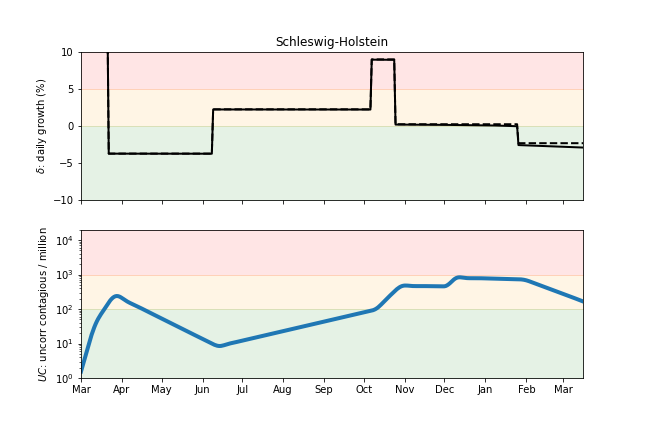 Schleswig-Holstein
δ: daily growth (%)
10
5
0
−5
−10
UC: uncorr contagious / million
10⁴
10³
10²
10¹
10⁰
Mar Apr May Jun Jul Aug Sep Oct Nov Dec Jan Feb Mar